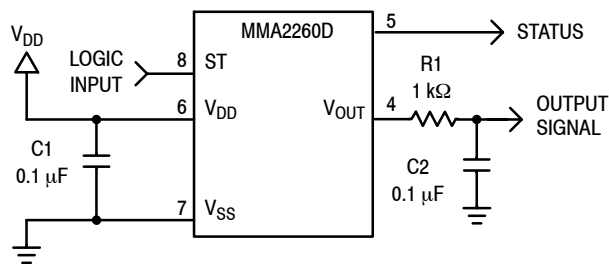 V_DD
LOGIC
INPUT
8
ST
MMA2260D
5
STATUS
6
V_DD
V_OUT
4
R1
1 kΩ
OUTPUT
SIGNAL
C1
0.1 μF
C2
0.1 μF
7
V_SS